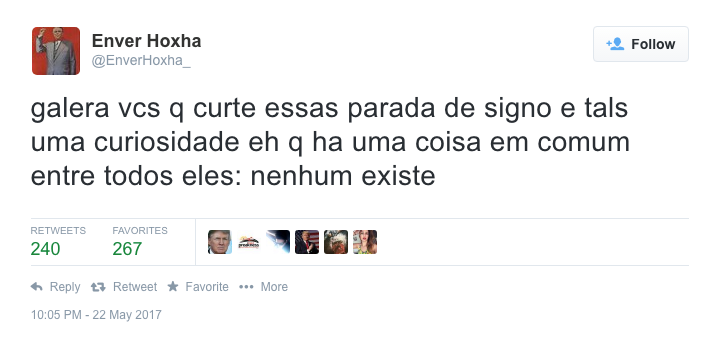 Enver Hoxha
@EnverHoxha_
Follow
galera vcs q curte essas parada de signo e tals
uma curiosidade eh q ha uma coisa em comum
entre todos eles: nenhum existe
RETWEETS FAVORITES
240 267
Reply Retweet Favorite More
10:05 PM - 22 May 2017